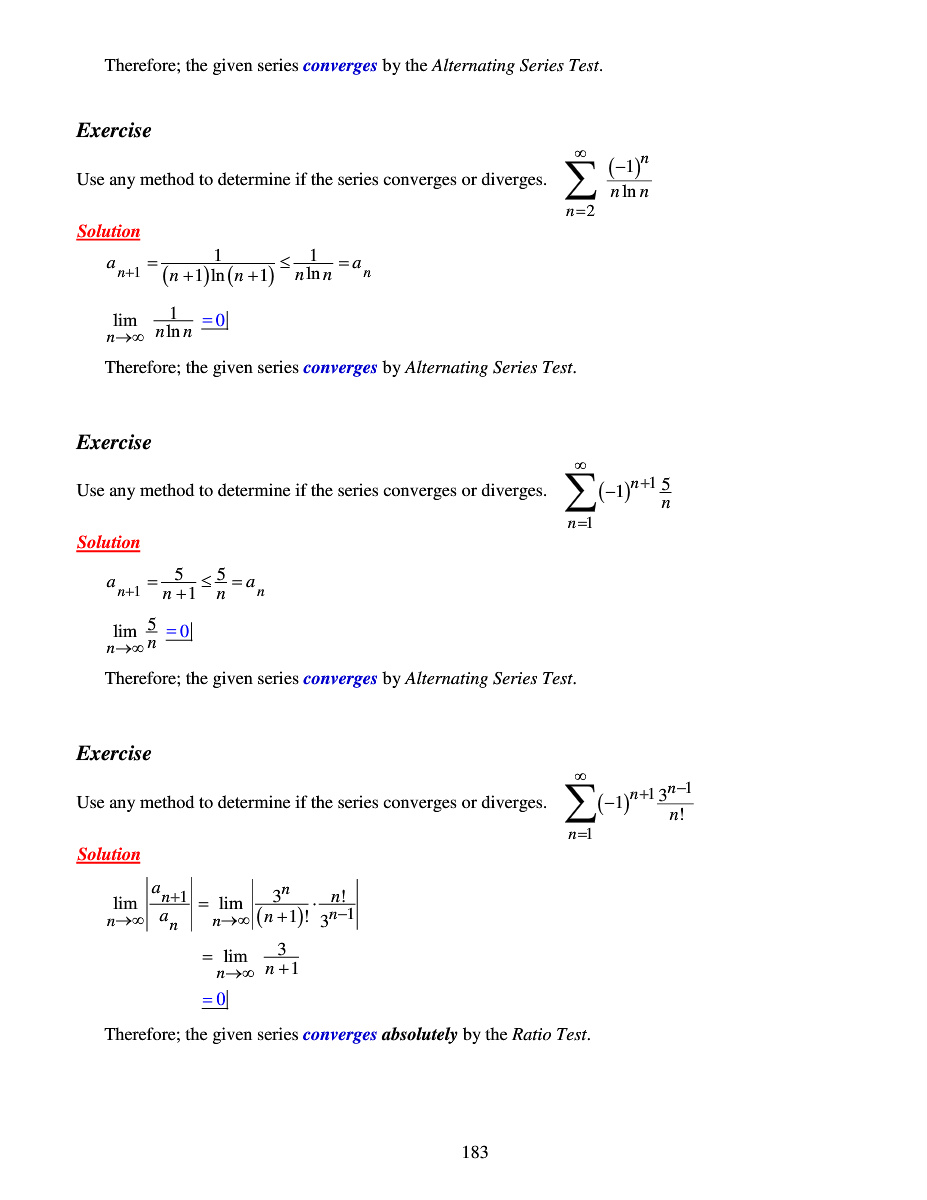 Therefore; the given series converges by the Alternating Series Test.
Exercise
Use any method to determine if the series converges or diverges. $\sum_{n=2}^{\infty} \frac{(-1)^n}{n \ln n}$
Solution
$a_{n+1} = \frac{1}{(n+1)\ln(n+1)} \le \frac{1}{n \ln n} = a_n$
$\lim_{n \to \infty} \frac{1}{n \ln n} = 0|$
Therefore; the given series converges by Alternating Series Test.
Exercise
Use any method to determine if the series converges or diverges. $\sum_{n=1}^{\infty} (-1)^{n+1} \frac{5}{n}$
Solution
$a_{n+1} = \frac{5}{n+1} \le \frac{5}{n} = a_n$
$\lim_{n \to \infty} \frac{5}{n} = 0|$
Therefore; the given series converges by Alternating Series Test.
Exercise
Use any method to determine if the series converges or diverges. $\sum_{n=1}^{\infty} (-1)^{n+1} \frac{3^{n-1}}{n!}$
Solution
$\lim_{n \to \infty} \left| \frac{a_{n+1}}{a_n} \right| = \lim_{n \to \infty} \left| \frac{3^n}{(n+1)!} \cdot \frac{n!}{3^{n-1}} \right|$
$= \lim_{n \to \infty} \frac{3}{n+1}$
$= 0|$
Therefore; the given series converges absolutely by the Ratio Test.
183